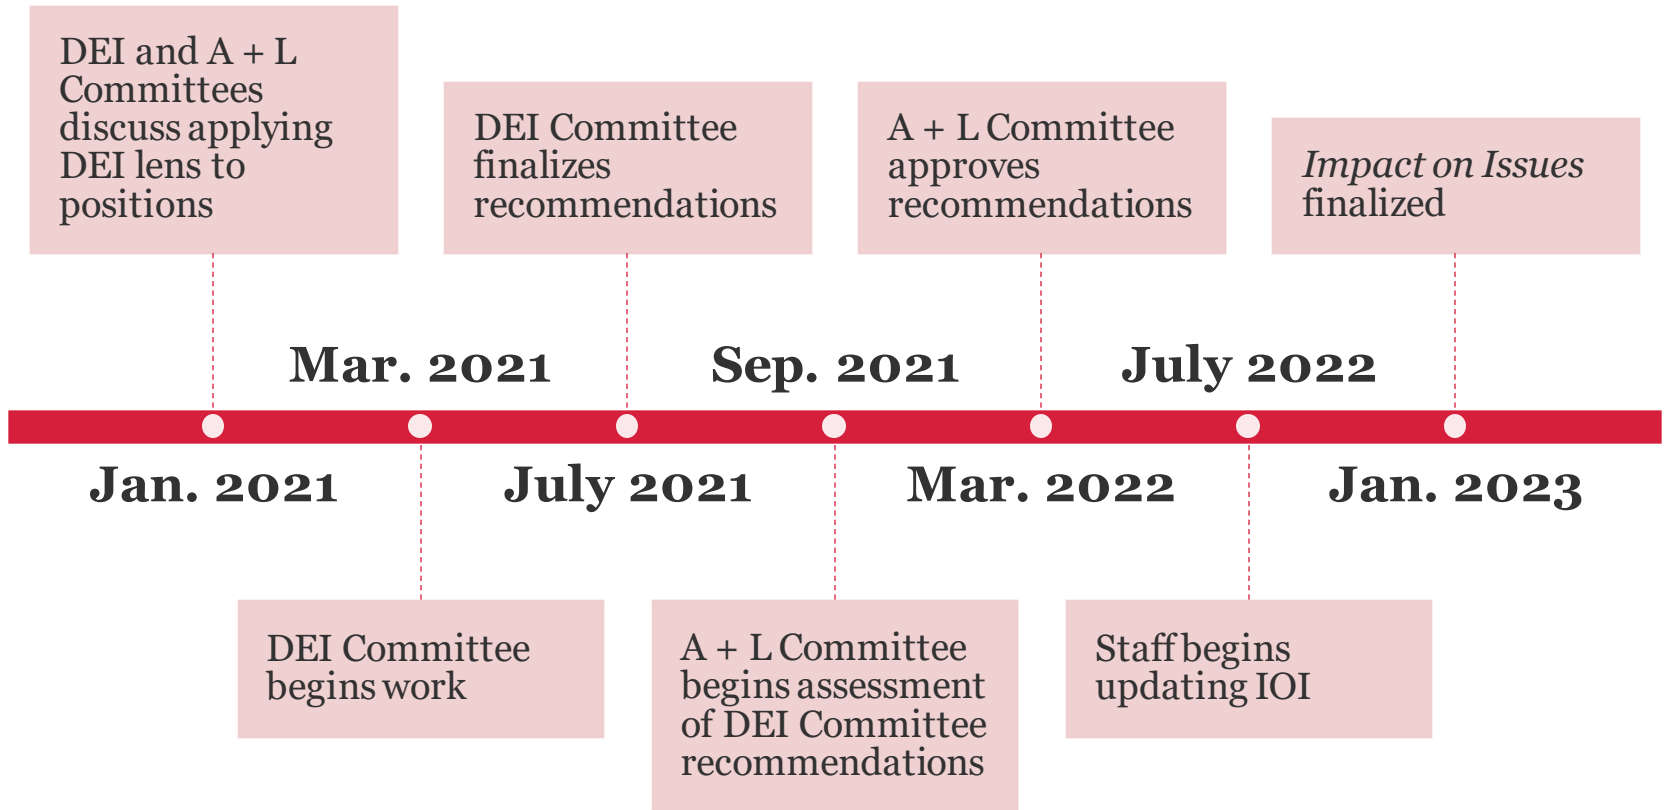 DEI and A + L
Committees
discuss applying
DEI lens to
positions
DEI Committee
finalizes
recommendations
A + L Committee
approves
recommendations
Impact on Issues
finalized
Mar. 2021
Sep. 2021
July 2022
Jan. 2021
July 2021
Mar. 2022
Jan. 2023
DEI Committee
begins work
A + L Committee
begins assessment
of DEI Committee
recommendations
Staff begins
updating IOI